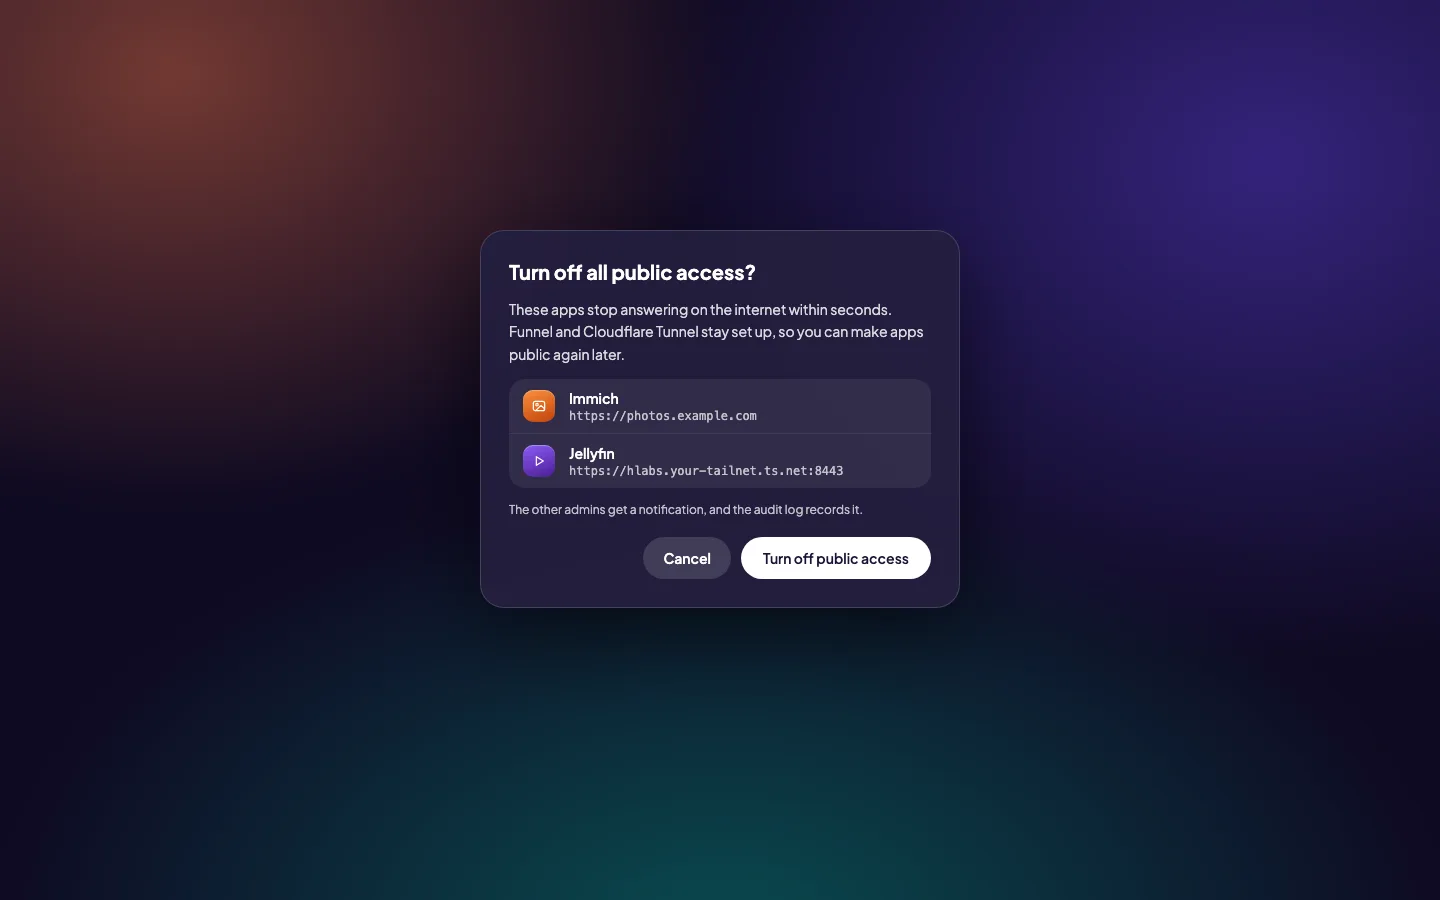 Turn off all public access?
These apps stop answering on the internet within seconds.
Funnel and Cloudflare Tunnel stay set up, so you can make apps
public again later.
Immich
https://photos.example.com
Jellyfin
https://hlabs.your-tailnet.ts.net:8443
The other admins get a notification, and the audit log records it.
Cancel
Turn off public access